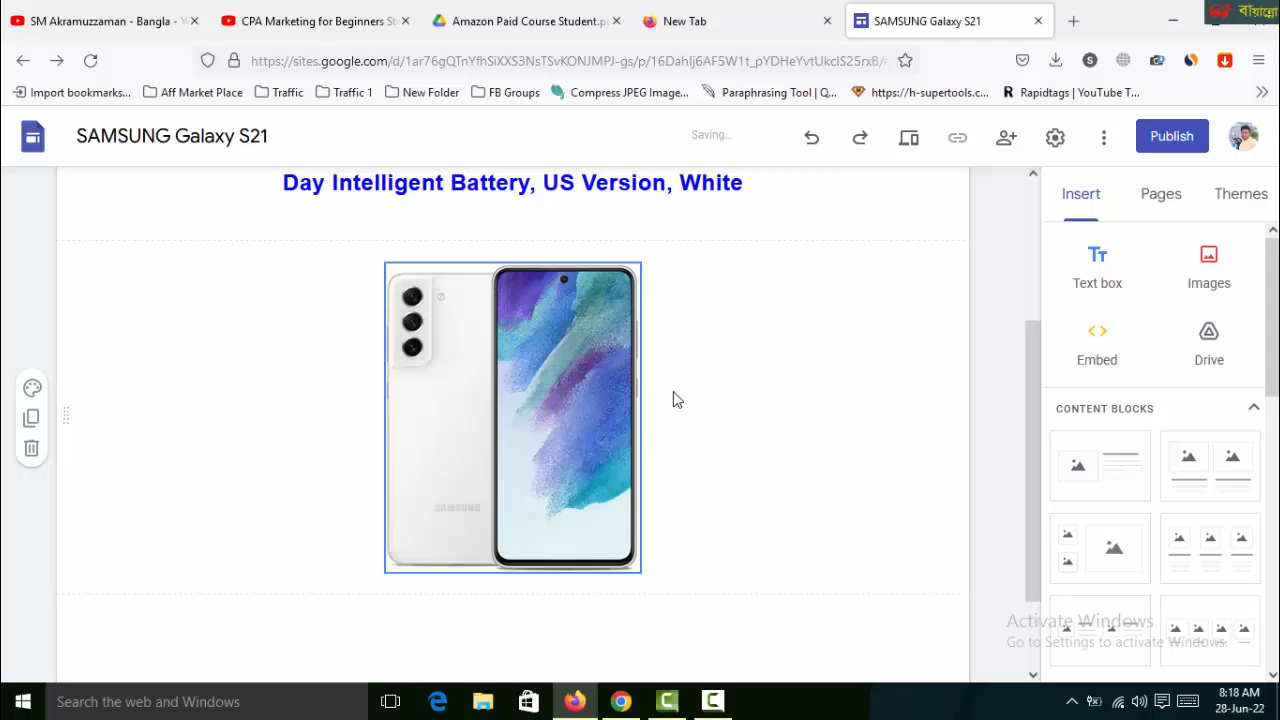 SM Akramuzzaman - Bangla - Y
CPA Marketing for Beginners St
Amazon Paid Course Student.p
New Tab
SAMSUNG Galaxy S21
বায়ান্নো
https://sites.google.com/d/1ar76gQTnYfhSiXXS3NsTSvKONJMPJ-gs/p/16DahIj6AF5W1t_pYDHeYvtUkclS25rxB/e
Import bookmarks...
Aff Market Place
Traffic
Traffic 1
New Folder
FB Groups
Compress JPEG Image...
Paraphrasing Tool | Q...
https://h-supertools.c...
Rapidtags | YouTube T...
SAMSUNG Galaxy S21
Saving...
Publish
Day Intelligent Battery, US Version, White
SAMSUNG
Insert
Pages
Themes
Text box
Images
Embed
Drive
CONTENT BLOCKS
Activate Windows
Go to Settings to activate Windows.
Search the web and Windows
8:18 AM
28-Jun-22